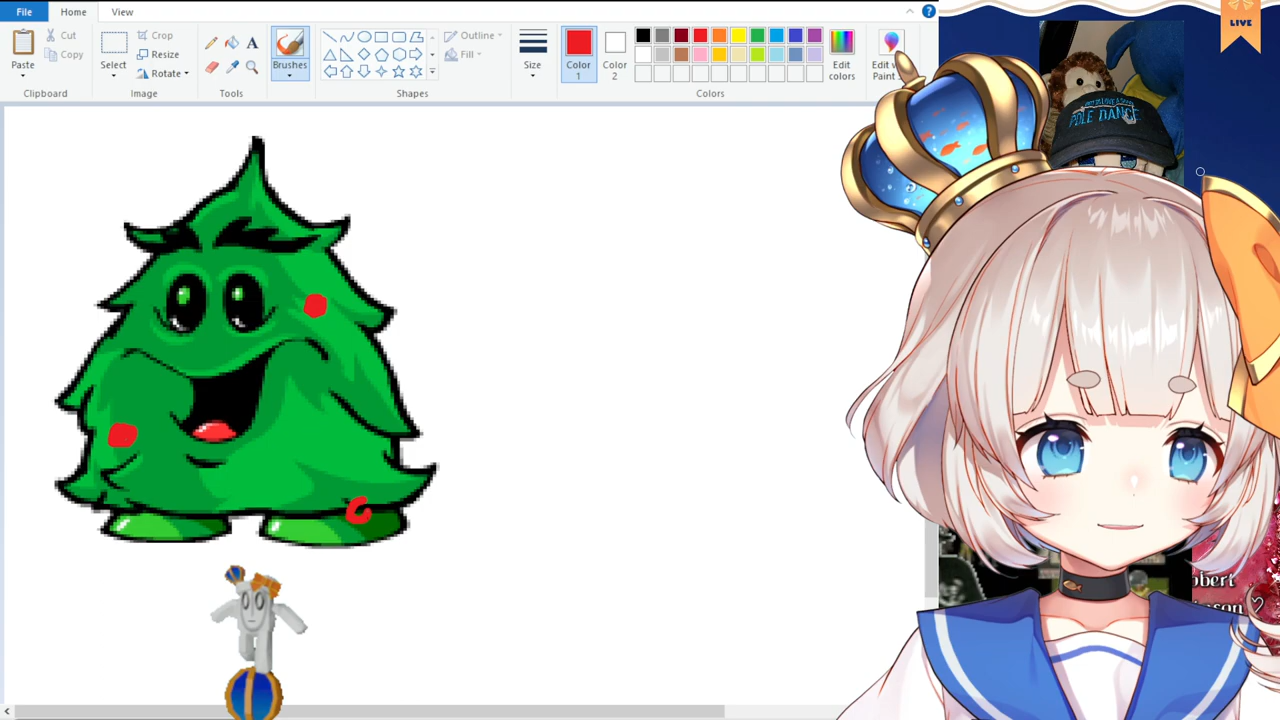 File Home View
Paste
Cut
Copy
Clipboard
Select
Crop
Resize
Rotate
Image
A
Tools
Brushes
Shapes
Outline
Fill
Size
Color 1
Color 2
Colors
Edit colors
LIVE
POLE DANCE